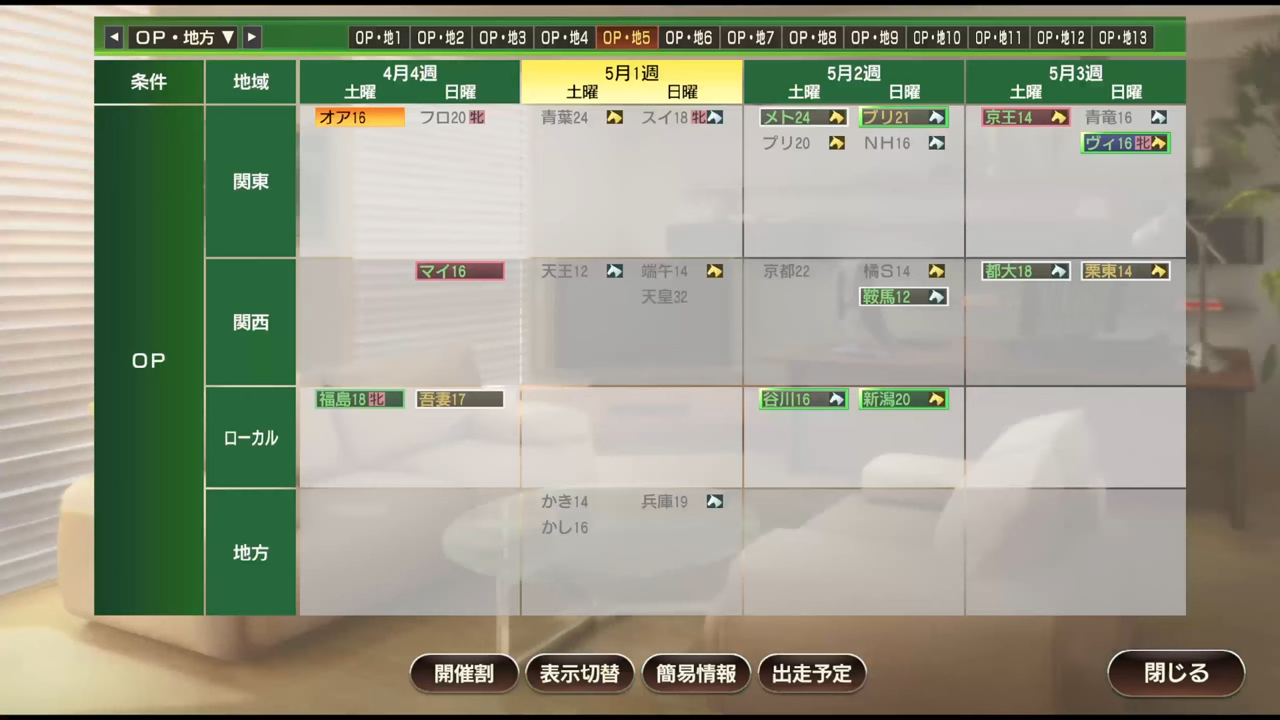 ◀ OP・地方▼ ▶ OP・地1 OP・地2 OP・地3 OP・地4 OP・地5 OP・地6 OP・地7 OP・地8 OP・地9 OP・地10 OP・地11 OP・地12 OP・地13
条件 地域 4月4週 5月1週 5月2週 5月3週
土曜 日曜 土曜 日曜 土曜 日曜 土曜 日曜
OP
関東
オア16 フロ20牝 青葉24 スイ18牝 メト24 プリ21 京王14 青竜16
プリ20 NH16 ヴィ16牝
関西
マイ16 天王12 端午14 京都22 橘S14 都大18 栗東14
天皇32 鞍馬12
ローカル
福島18牝 吾妻17 谷川16 新潟20
地方
かき14 兵庫19
かし16
開催割 表示切替 簡易情報 出走予定 閉じる